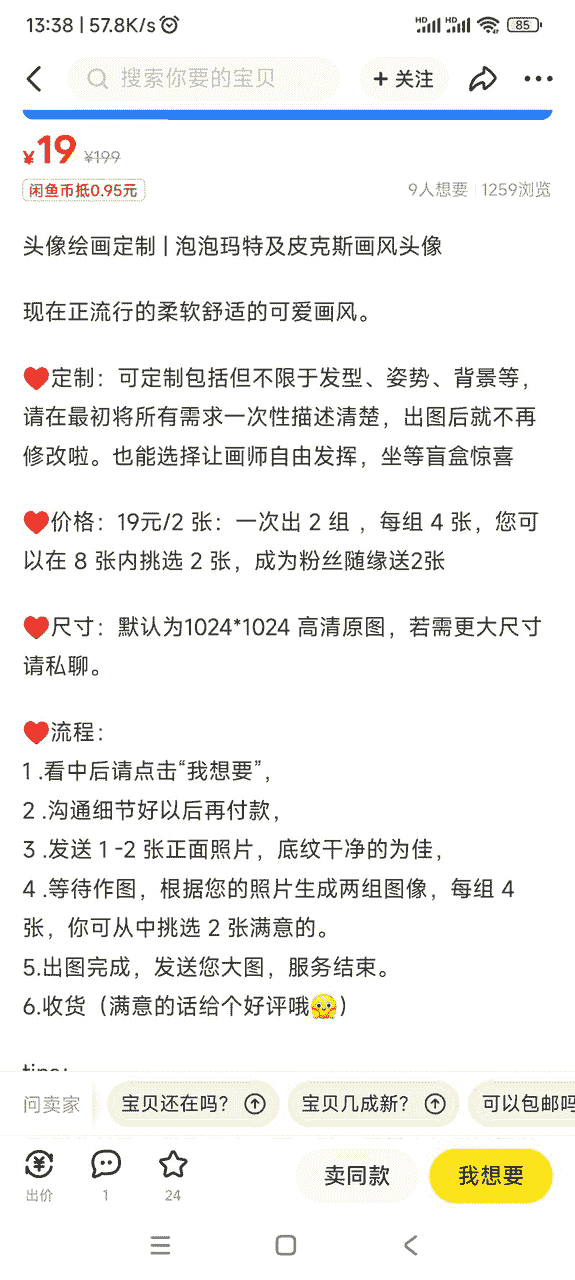 13:38 | 57.8K/s
HD HD 85
搜索你要的宝贝
+ 关注
¥19 ¥199
闲鱼币抵0.95元
9人想要 | 1259浏览
头像绘画定制 | 泡泡玛特及皮克斯画风头像
现在正流行的柔软舒适的可爱画风。
❤️定制：可定制包括但不限于发型、姿势、背景等，
请在最初将所有需求一次性描述清楚，出图后就不再
修改啦。也能选择让画师自由发挥，坐等盲盒惊喜
❤️价格：19元/2 张：一次出 2 组 ，每组 4 张，您可
以在 8 张内挑选 2 张，成为粉丝随缘送2张
❤️尺寸：默认为1024*1024 高清原图，若需更大尺寸
请私聊。
❤️流程：
1 .看中后请点击“我想要”，
2 .沟通细节好以后再付款，
3 .发送 1 -2 张正面照片，底纹干净的为佳，
4 .等待作图，根据您的照片生成两组图像，每组 4
张，你可从中挑选 2 张满意的。
5.出图完成，发送您大图，服务结束。
6.收货（满意的话给个好评哦🤗）
问卖家
宝贝还在吗？
宝贝几成新？
可以包邮吗
出价
1
24
卖同款
我想要